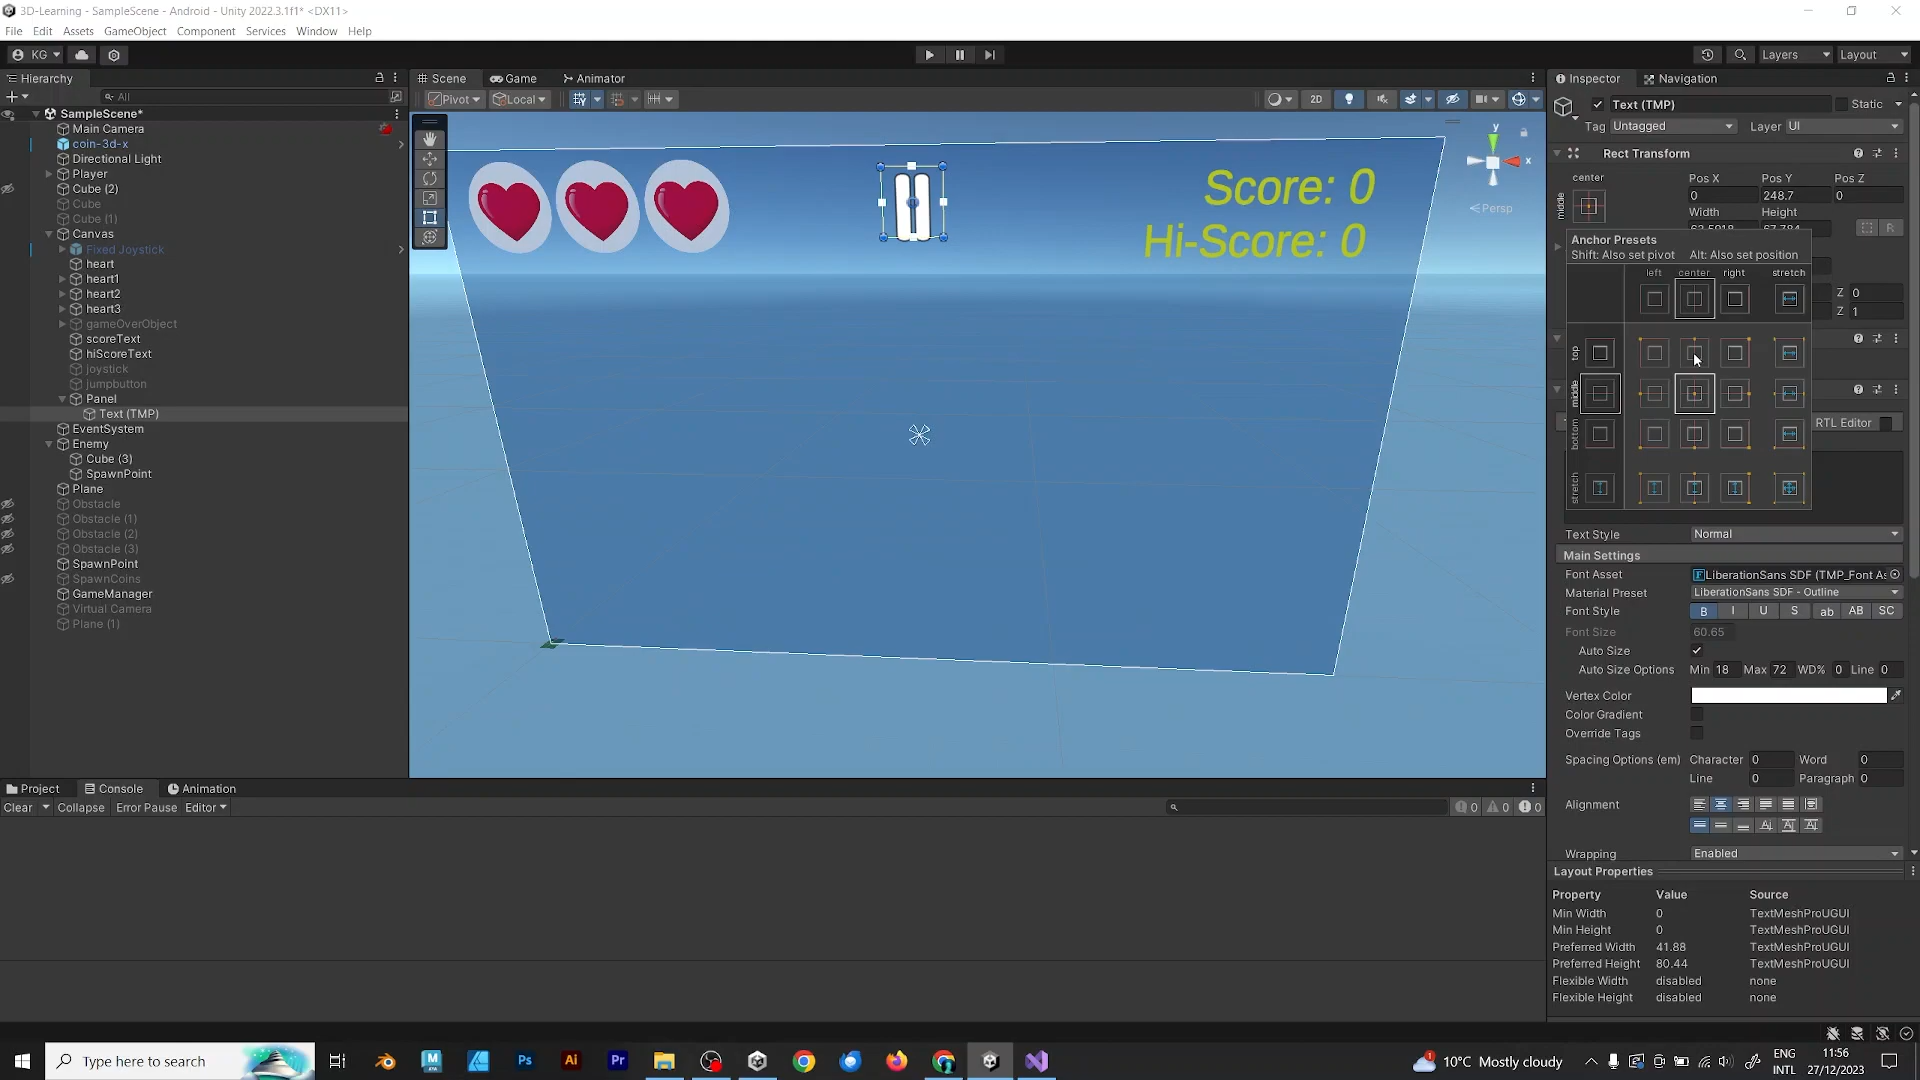 3D-Learning - SampleScene - Android - Unity 2022.3.1f1* <DX11>
File Edit Assets GameObject Component Services Window Help
KG Layers Layout
Hierarchy
All
SampleScene*
Main Camera
coin-3d-x
Directional Light
Player
Cube (2)
Cube
Cube (1)
Canvas
Fixed Joystick
heart
heart1
heart2
heart3
gameOverObject
scoreText
hiScoreText
joystick
jumpbutton
Panel
Text (TMP)
EventSystem
Enemy
Cube (3)
SpawnPoint
Plane
Obstacle
Obstacle (1)
Obstacle (2)
Obstacle (3)
SpawnPoint
SpawnCoins
GameManager
Virtual Camera
Plane (1)
Scene Game Animator
Pivot Local 2D
Score: 0
Hi-Score: 0
y
x
Persp
Inspector Navigation
Text (TMP) Static
Tag Untagged Layer UI
Rect Transform
center Pos X Pos Y Pos Z
middle 0 248.7 0
Width Height
R
Anchor Presets
Shift: Also set pivot Alt: Also set position
left center right stretch
top
middle
bottom
stretch
Z 0
Z 1
RTL Editor
Text Style Normal
Main Settings
Font Asset LiberationSans SDF (TMP_Font As
Material Preset LiberationSans SDF - Outline
Font Style B I U S ab AB SC
Font Size 60.65
Auto Size
Auto Size Options Min 18 Max 72 WD% 0 Line 0
Vertex Color
Color Gradient
Override Tags
Spacing Options (em) Character 0 Word 0
Line 0 Paragraph 0
Alignment
Wrapping Enabled
Layout Properties
Property Value Source
Min Width 0 TextMeshProUGUI
Min Height 0 TextMeshProUGUI
Preferred Width 41.88 TextMeshProUGUI
Preferred Height 80.44 TextMeshProUGUI
Flexible Width disabled none
Flexible Height disabled none
Project Console Animation
Clear Collapse Error Pause Editor
0 0 0
Type here to search
Ps Ai Pr
1 10°C Mostly cloudy
ENG
INTL
11:56
27/12/2023